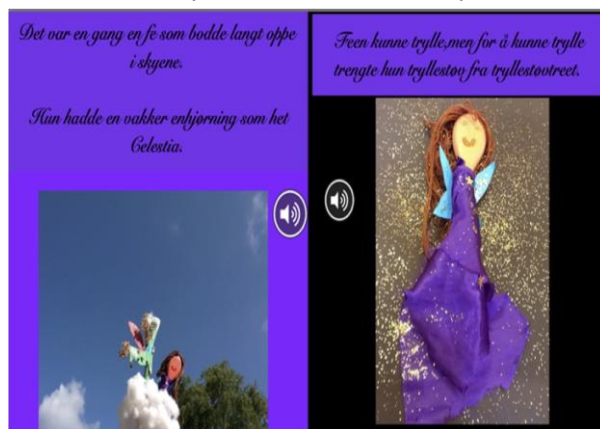 Det var en gang en fe som bodde langt oppe
i skyene.
Hun hadde en vakker enhjørning som het
Celestia.
Feen kunne trylle,men for å kunne trylle
trengte hun tryllestøv fra tryllestøvtreet.